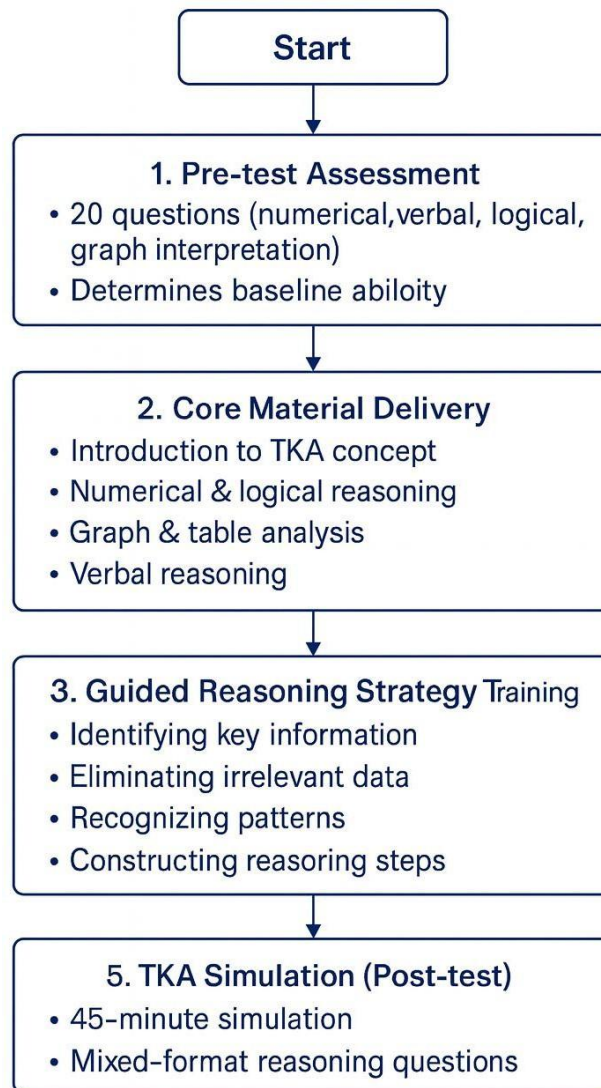 Start
1. Pre-test Assessment
• 20 questions (numerical,verbal, logical,
graph interpretation)
• Determines baseline abiloity
2. Core Material Delivery
• Introduction to TKA concept
• Numerical & logical reasoning
• Graph & table analysis
• Verbal reasoning
3. Guided Reasoning Strategy Training
• Identifying key information
• Eliminating irrelevant data
• Recognizing patterns
• Constructing reasoring steps
5. TKA Simulation (Post-test)
• 45-minute simulation
• Mixed-format reasoning questions